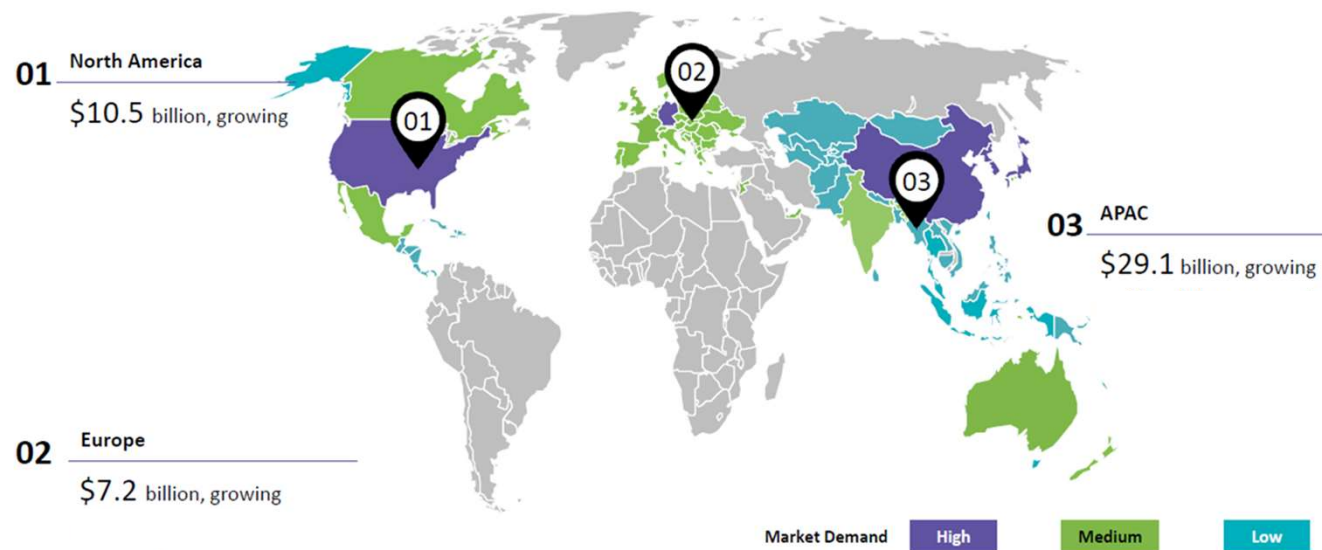 01
North America
$10.5 billion, growing
01
02
03
03
APAC
$29.1 billion, growing
02
Europe
$7.2 billion, growing
Market Demand High Medium Low